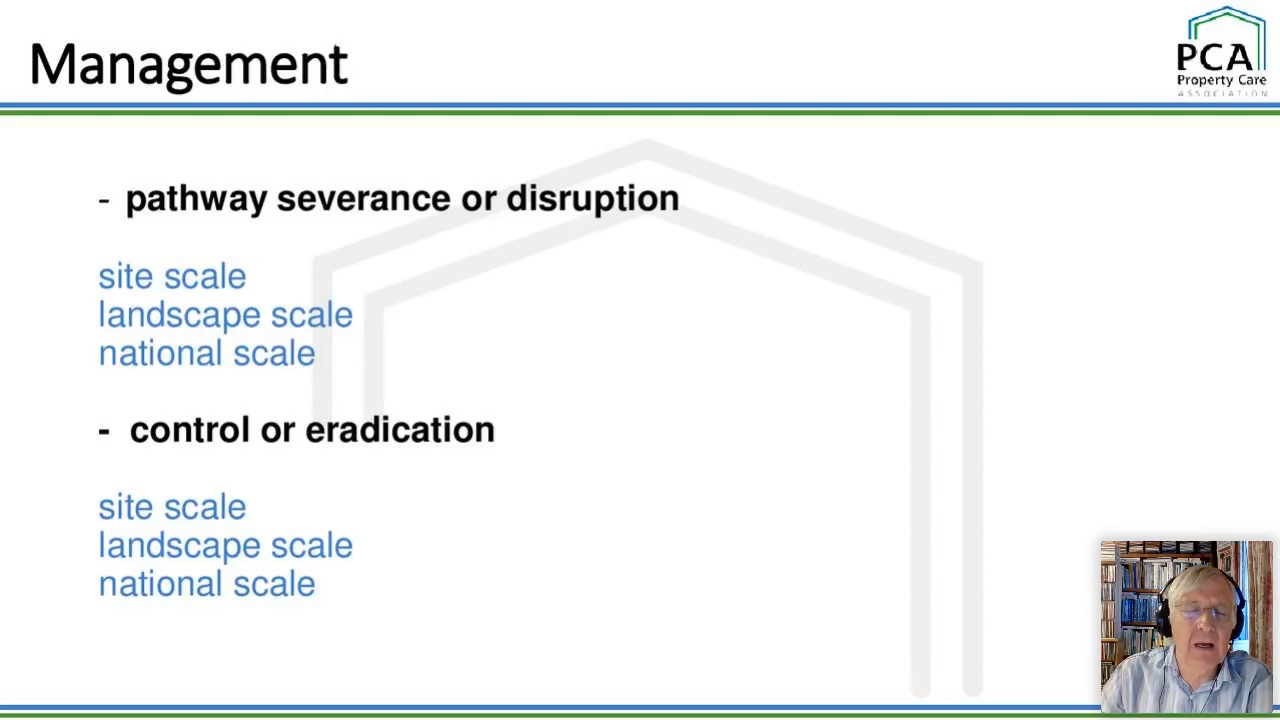 Management
PCA
Property Care
ASSOCIATION
- pathway severance or disruption
site scale
landscape scale
national scale
- control or eradication
site scale
landscape scale
national scale